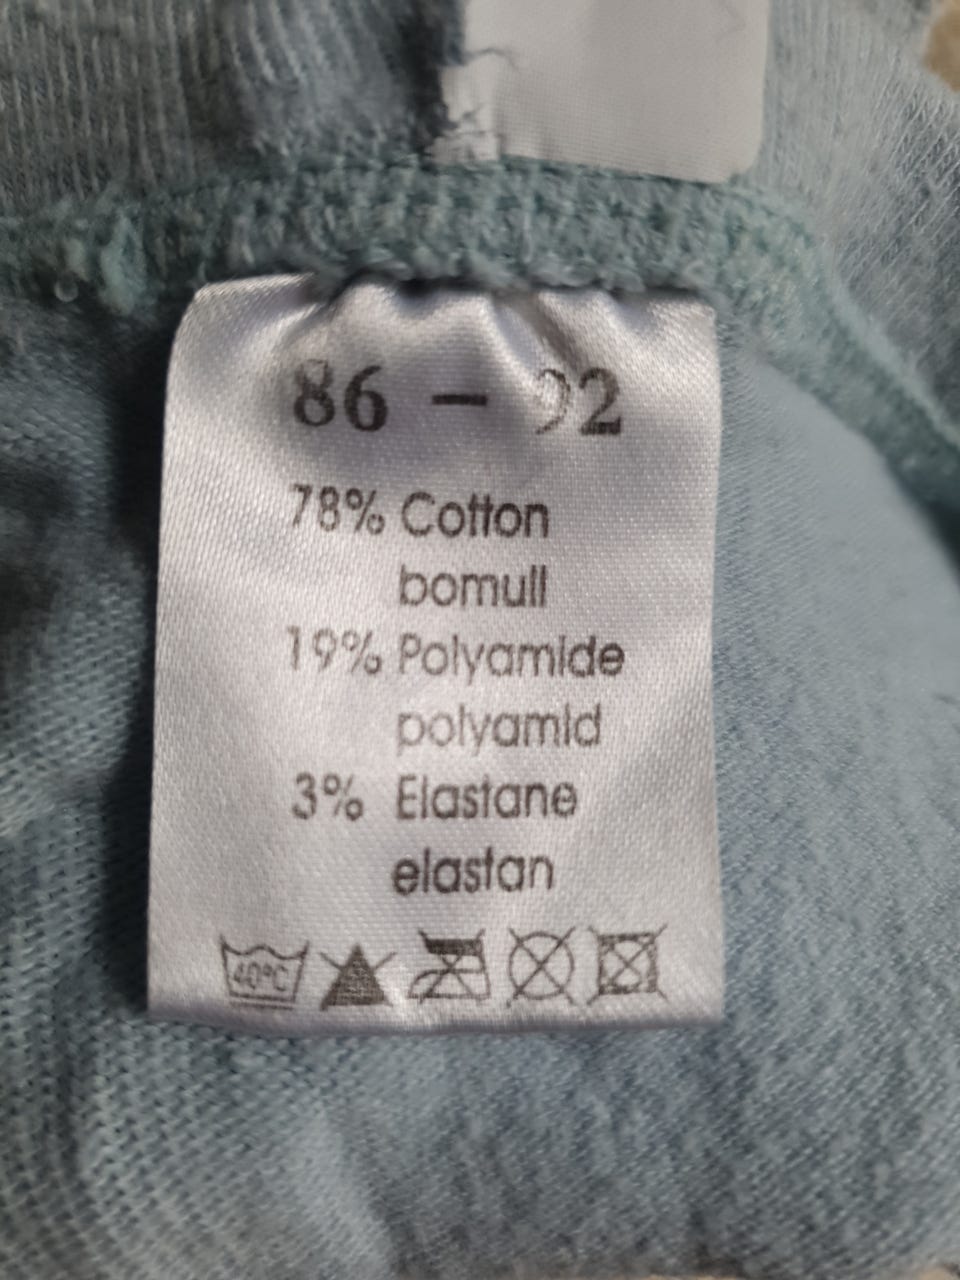 86 – 92
78% Cotton
bomull
19% Polyamide
polyamid
3% Elastane
elastan
40°C